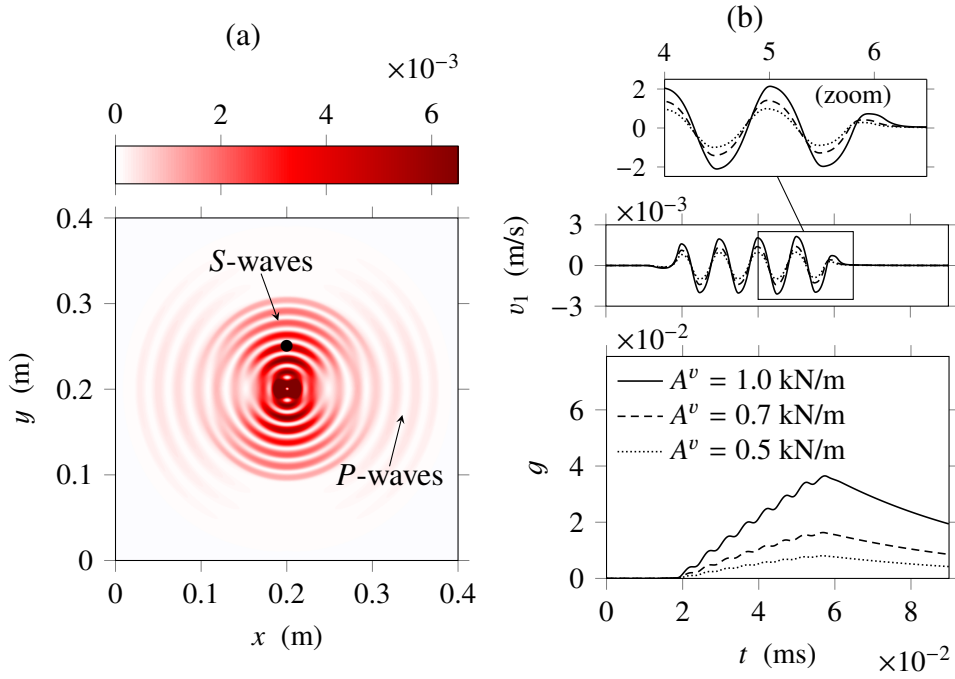 (a)
×10⁻³
0 2 4 6
S-waves
P-waves
0.4
0.3
0.2
0.1
0
y (m)
0 0.1 0.2 0.3 0.4
x (m)
(b)
4 5 6
(zoom)
2
0
−2
×10⁻³
3
0
−3
v₁ (m/s)
×10⁻²
Aᵛ = 1.0 kN/m
Aᵛ = 0.7 kN/m
Aᵛ = 0.5 kN/m
6
4
2
0
g
0 2 4 6 8
t (ms)
×10⁻²